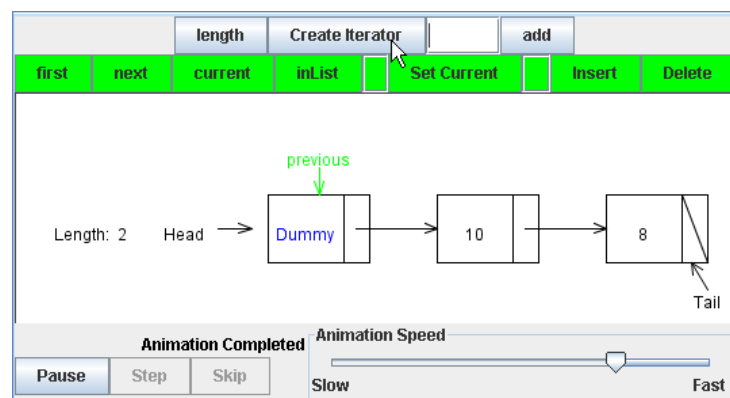 length Create Iterator add
first next current inList Set Current Insert Delete
previous
Length: 2 Head Dummy 10 8
Tail
Animation Completed Animation Speed
Pause Step Skip Slow Fast